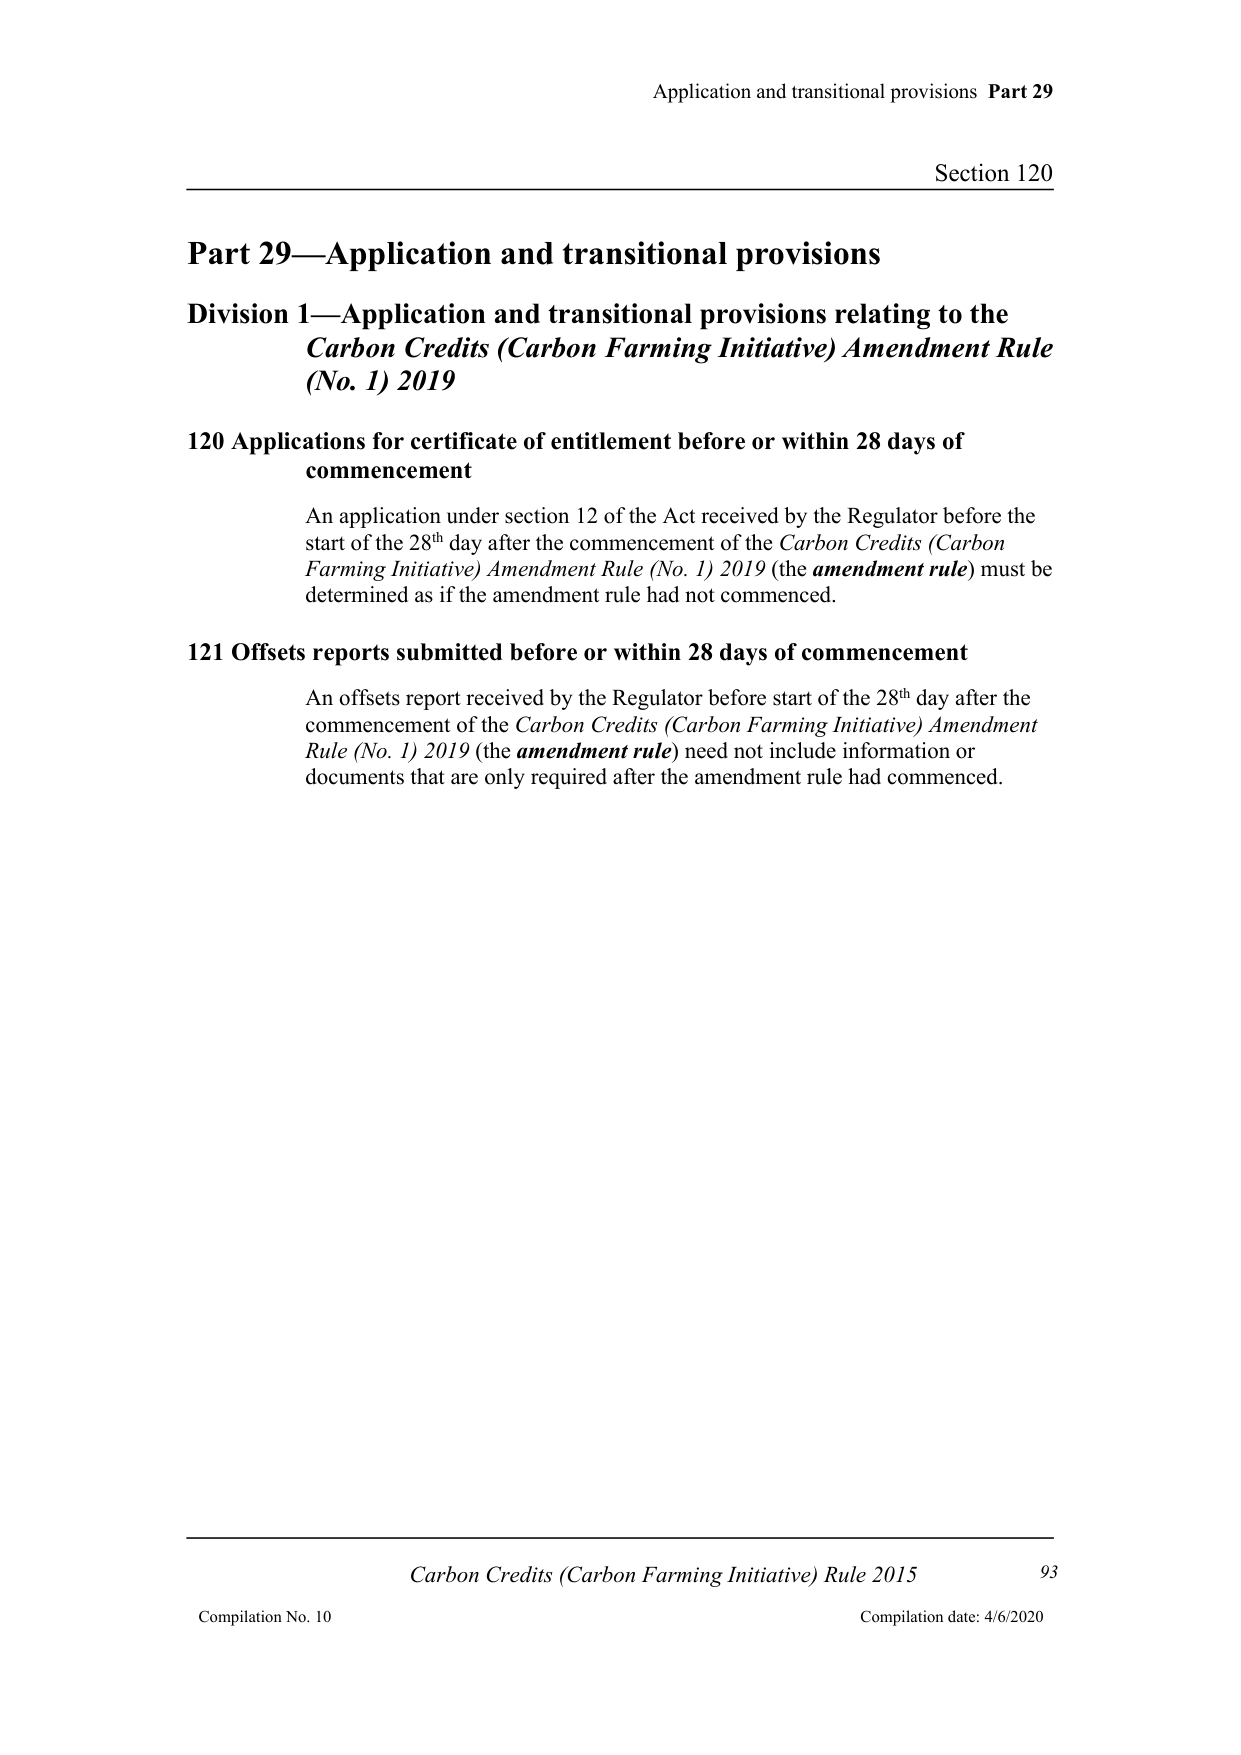 Application and transitional provisions Part 29
Section 120
Part 29—Application and transitional provisions
Division 1—Application and transitional provisions relating to the
Carbon Credits (Carbon Farming Initiative) Amendment Rule
(No. 1) 2019
120 Applications for certificate of entitlement before or within 28 days of
commencement
An application under section 12 of the Act received by the Regulator before the
start of the 28th day after the commencement of the Carbon Credits (Carbon
Farming Initiative) Amendment Rule (No. 1) 2019 (the amendment rule) must be
determined as if the amendment rule had not commenced.
121 Offsets reports submitted before or within 28 days of commencement
An offsets report received by the Regulator before start of the 28th day after the
commencement of the Carbon Credits (Carbon Farming Initiative) Amendment
Rule (No. 1) 2019 (the amendment rule) need not include information or
documents that are only required after the amendment rule had commenced.
Carbon Credits (Carbon Farming Initiative) Rule 2015 93
Compilation No. 10 Compilation date: 4/6/2020